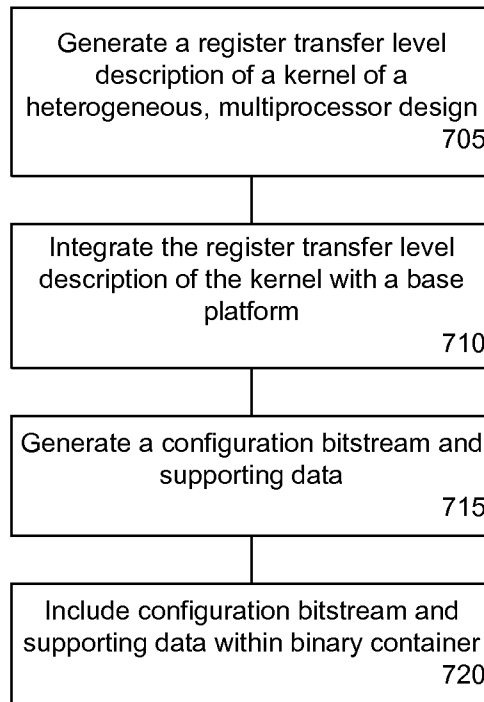 Generate a register transfer level
description of a kernel of a
heterogeneous, multiprocessor design
705
Integrate the register transfer level
description of the kernel with a base
platform
710
Generate a configuration bitstream and
supporting data
715
Include configuration bitstream and
supporting data within binary container
720